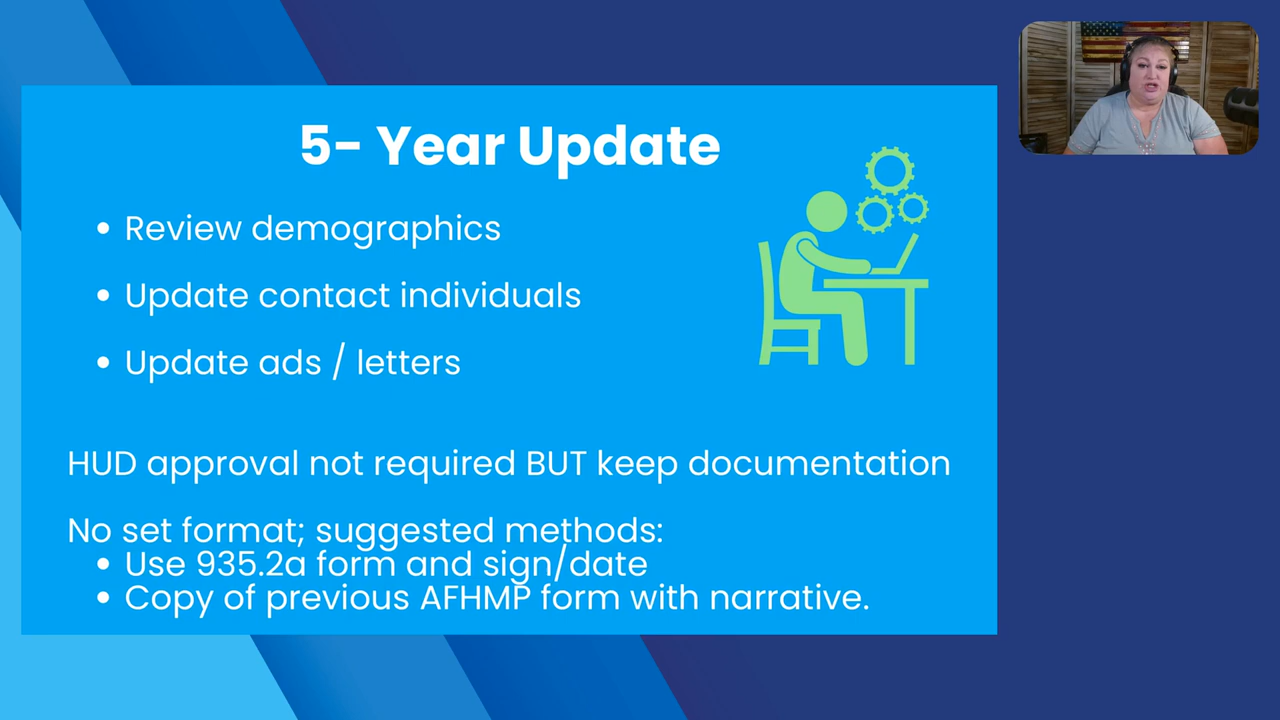 5- Year Update
• Review demographics
• Update contact individuals
• Update ads / letters
HUD approval not required BUT keep documentation
No set format; suggested methods:
• Use 935.2a form and sign/date
• Copy of previous AFHMP form with narrative.